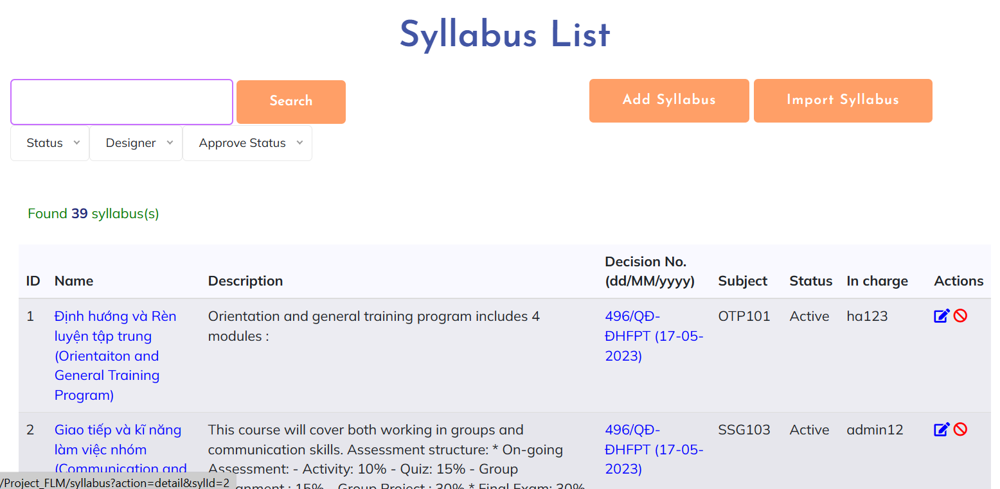 Syllabus List
Search
Add Syllabus
Import Syllabus
Status
Designer
Approve Status
Found 39 syllabus(s)
ID Name Description Decision No. (dd/MM/yyyy) Subject Status In charge Actions
1
Định hướng và Rèn
luyện tập trung
(Orientaiton and
General Training
Program)
Orientation and general training program includes 4
modules :
496/QĐ-
ĐHFPT (17-05-
2023)
OTP101
Active
ha123
2
Giao tiếp và kĩ năng
làm việc nhóm
(Communication and
This course will cover both working in groups and
communication skills. Assessment structure: * On-going
Assessment: - Activity: 10% - Quiz: 15% - Group
Group Project : 30% * Final Exam: 30%
496/QĐ-
ĐHFPT (17-05-
2023)
SSG103
Active
admin12
/Project_FLM/syllabus?action=detail&sylId=2